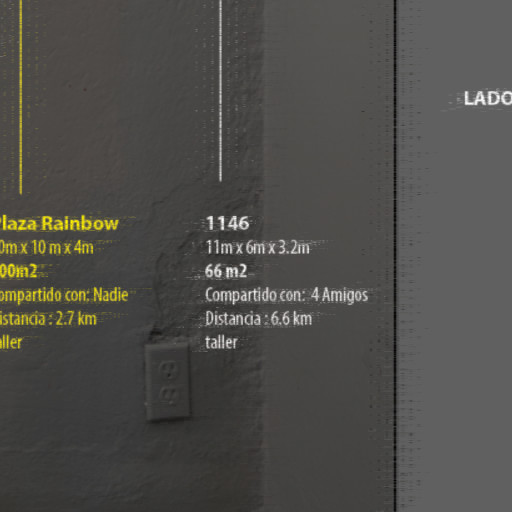 LADO
Plaza Rainbow
0m x 10 m x 4m
00m2
ompartido con: Nadie
istancia : 2.7 km
aller
1146
11m x 6m x 3.2m
66 m2
Compartido con: 4 Amigos
Distancia : 6.6 km
taller